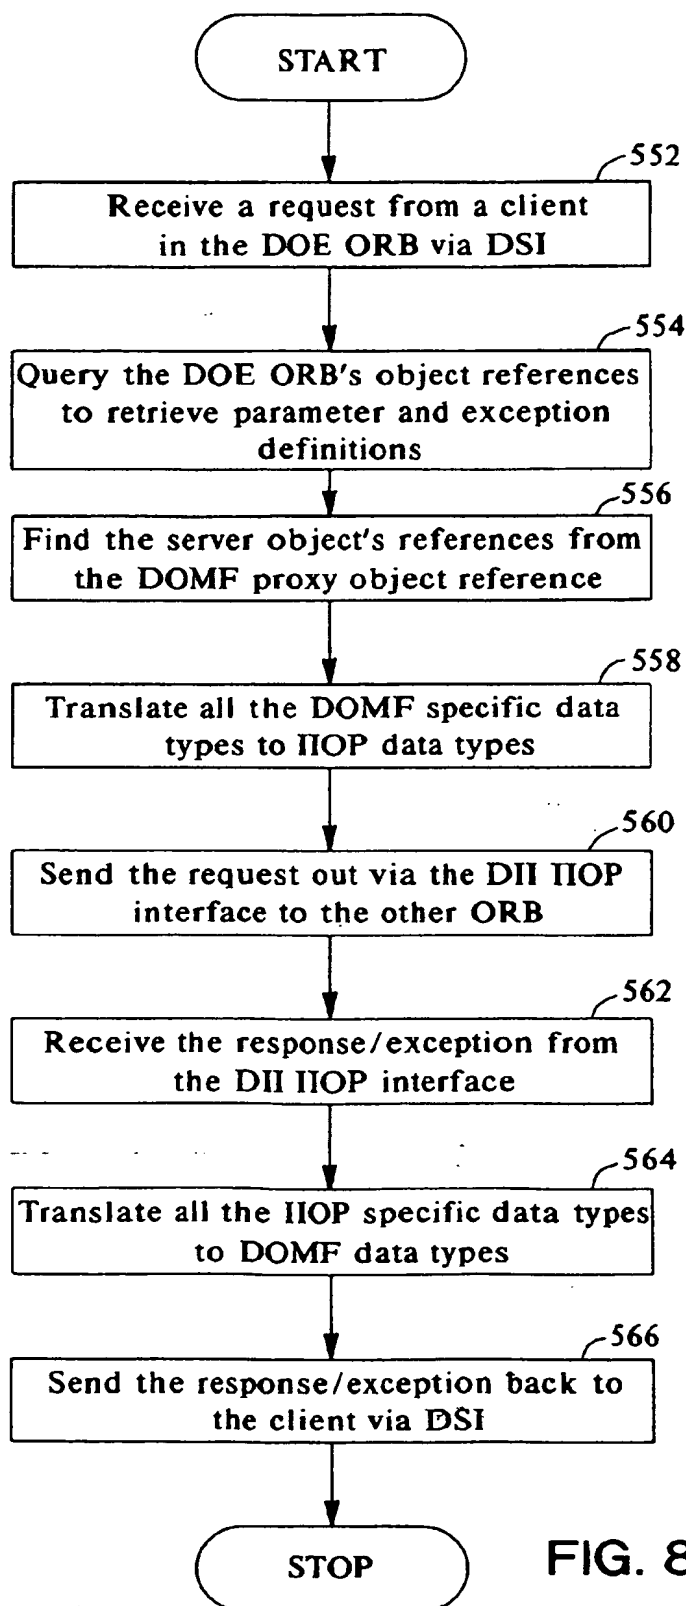 START
552
Receive a request from a client
in the DOE ORB via DSI
554
Query the DOE ORB's object references
to retrieve parameter and exception
definitions
556
Find the server object's references from
the DOMF proxy object reference
558
Translate all the DOMF specific data
types to IIOP data types
560
Send the request out via the DII IIOP
interface to the other ORB
562
Receive the response/exception from
the DII IIOP interface
564
Translate all the IIOP specific data types
to DOMF data types
566
Send the response/exception back to
the client via DSI
STOP
FIG. 8